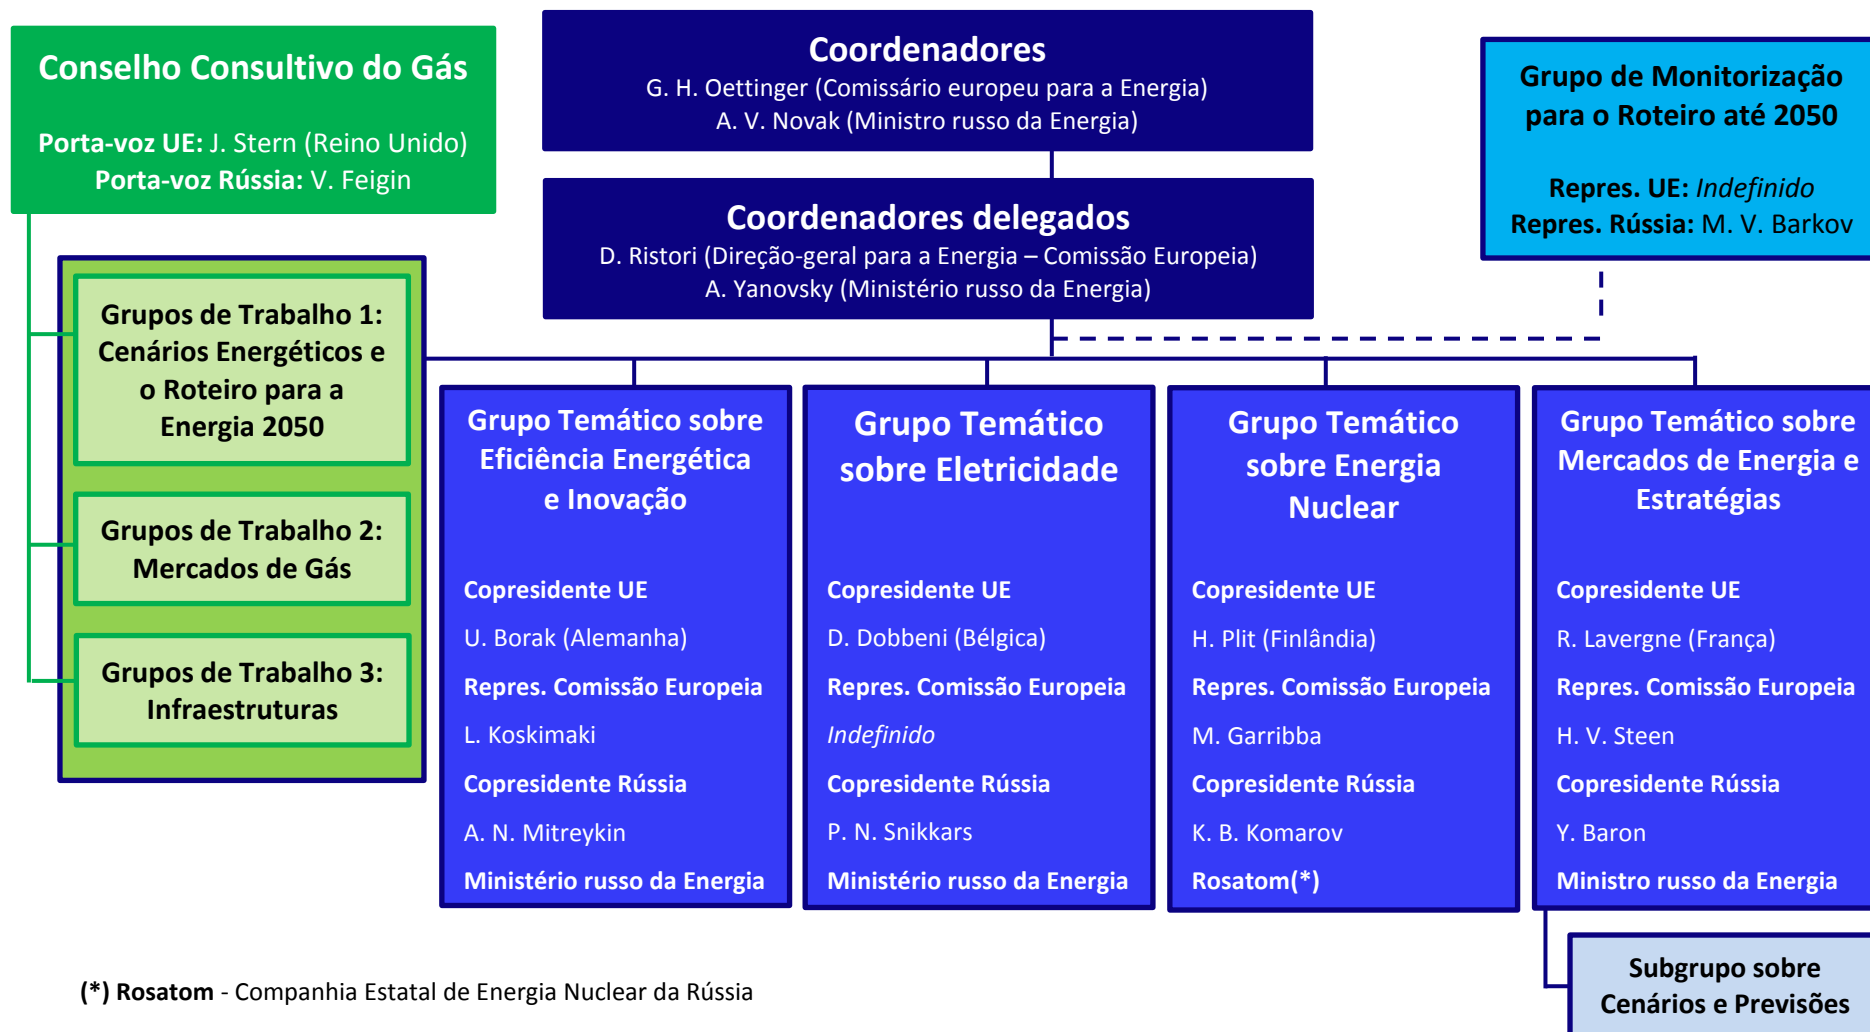 Conselho Consultivo do Gás
Porta-voz UE: J. Stern (Reino Unido)
Porta-voz Rússia: V. Feigin
Coordenadores
G. H. Oettinger (Comissário europeu para a Energia)
A. V. Novak (Ministro russo da Energia)
Grupo de Monitorização
para o Roteiro até 2050
Repres. UE: Indefinido
Repres. Rússia: M. V. Barkov
Coordenadores delegados
D. Ristori (Direção-geral para a Energia – Comissão Europeia)
A. Yanovsky (Ministério russo da Energia)
Grupos de Trabalho 1:
Cenários Energéticos e
o Roteiro para a
Energia 2050
Grupos de Trabalho 2:
Mercados de Gás
Grupos de Trabalho 3:
Infraestruturas
Grupo Temático sobre
Eficiência Energética
e Inovação
Copresidente UE
U. Borak (Alemanha)
Repres. Comissão Europeia
L. Koskimaki
Copresidente Rússia
A. N. Mitreykin
Ministério russo da Energia
Grupo Temático
sobre Eletricidade
Copresidente UE
D. Dobbeni (Bélgica)
Repres. Comissão Europeia
Indefinido
Copresidente Rússia
P. N. Snikkars
Ministério russo da Energia
Grupo Temático
sobre Energia
Nuclear
Copresidente UE
H. Plit (Finlândia)
Repres. Comissão Europeia
M. Garribba
Copresidente Rússia
K. B. Komarov
Rosatom(*)
Grupo Temático sobre
Mercados de Energia e
Estratégias
Copresidente UE
R. Lavergne (França)
Repres. Comissão Europeia
H. V. Steen
Copresidente Rússia
Y. Baron
Ministro russo da Energia
Subgrupo sobre
Cenários e Previsões
(*) Rosatom - Companhia Estatal de Energia Nuclear da Rússia